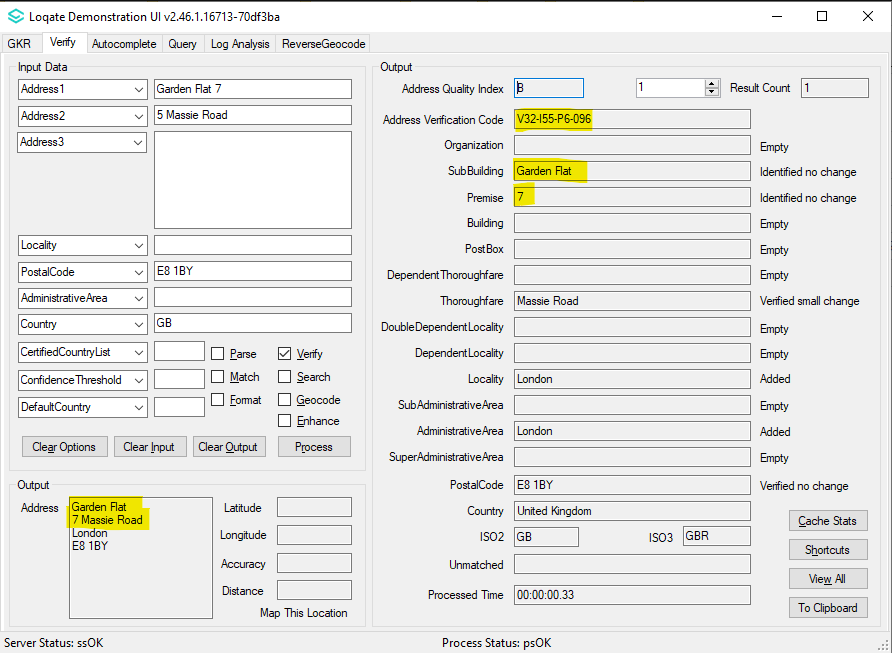 Loqate Demonstration UI v2.46.1.16713-70df3ba
GKR Verify Autocomplete Query Log Analysis ReverseGeocode
Input Data
Address1 Garden Flat 7
Address2 5 Massie Road
Address3
Locality
PostalCode E8 1BY
AdministrativeArea
Country GB
CertifiedCountryList Parse Verify
ConfidenceThreshold Match Search
DefaultCountry Format Geocode
Enhance
Clear Options Clear Input Clear Output Process
Output
Address Garden Flat
7 Massie Road
London
E8 1BY
Latitude
Longitude
Accuracy
Distance
Map This Location
Output
Address Quality Index B 1 Result Count 1
Address Verification Code V32-I55-P6-096
Organization Empty
SubBuilding Garden Flat Identified no change
Premise 7 Identified no change
Building Empty
PostBox Empty
DependentThoroughfare Empty
Thoroughfare Massie Road Verified small change
DoubleDependentLocality Empty
DependentLocality Empty
Locality London Added
SubAdministrativeArea Empty
AdministrativeArea London Added
SuperAdministrativeArea Empty
PostalCode E8 1BY Verified no change
Country United Kingdom
ISO2 GB ISO3 GBR
Unmatched
Processed Time 00:00:00.33
Cache Stats
Shortcuts
View All
To Clipboard
Server Status: ssOK Process Status: psOK